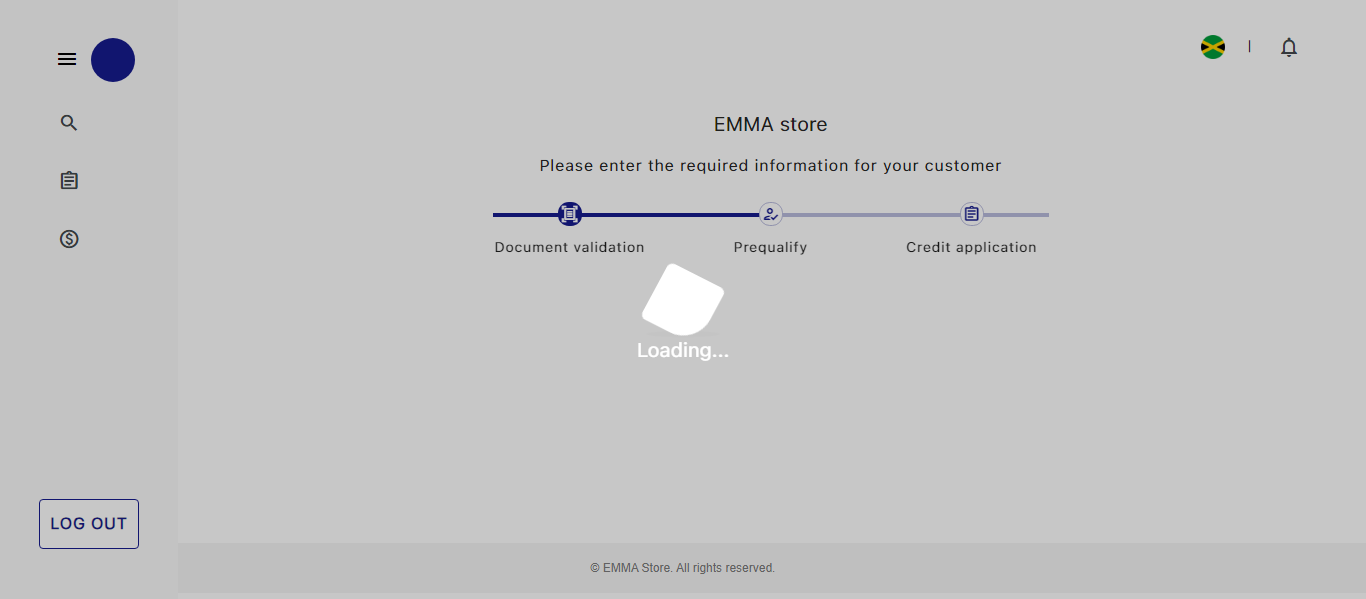 EMMA store
Please enter the required information for your customer
Document validation
Prequalify
Credit application
Loading...
LOG OUT
© EMMA Store. All rights reserved.